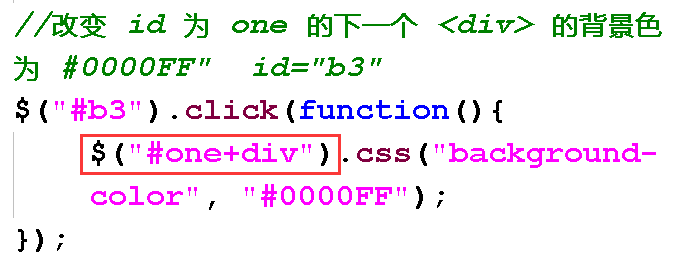 //改变 id 为 one 的下一个 <div> 的背景色
为 #0000FF"  id="b3"
$("#b3").click(function(){
$("#one+div").css("background-
color", "#0000FF");
});